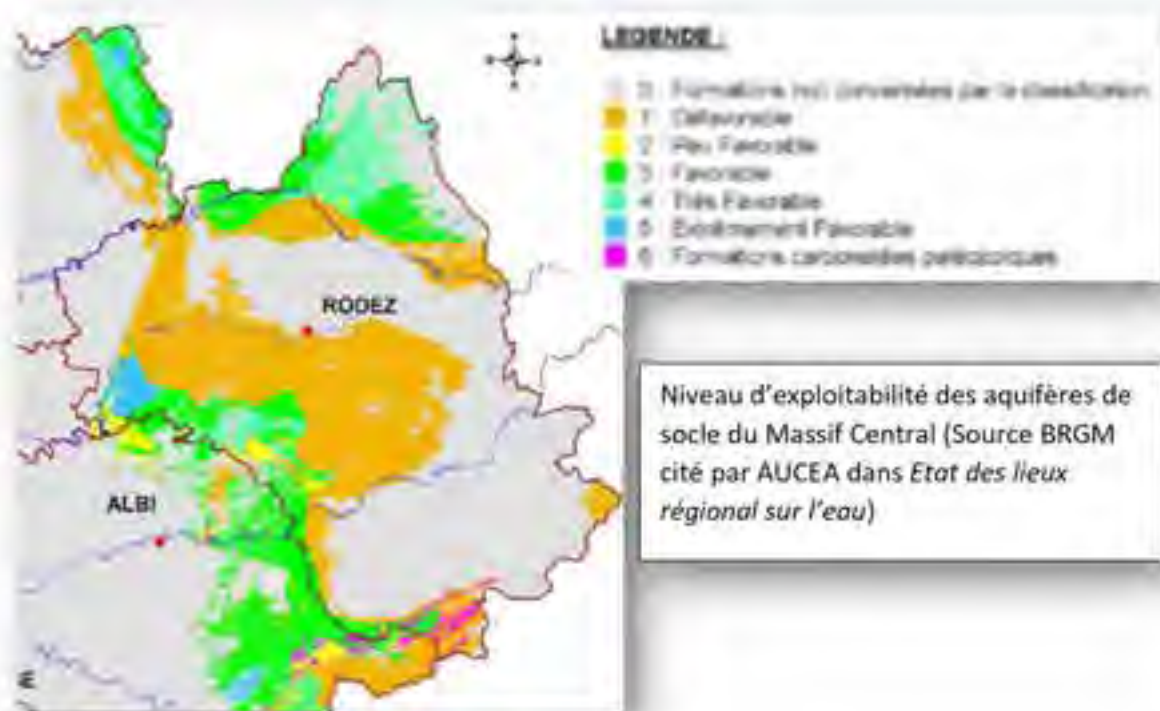 LEGENDE :
0 Formations non concernées par la classification
1 Défavorable
2 Peu Favorable
3 Favorable
4 Très Favorable
5 Extrêmement Favorable
6 Formations carbonatées paléozoïques
RODEZ
Niveau d'exploitabilité des aquifères de
socle du Massif Central (Source BRGM
cité par AUCEA dans Etat des lieux
régional sur l'eau)
ALBI